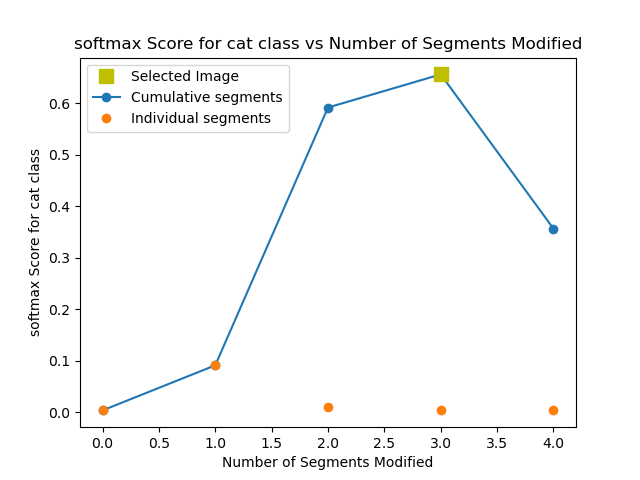 softmax Score for cat class vs Number of Segments Modified
Selected Image
Cumulative segments
Individual segments
softmax Score for cat class
0.6
0.5
0.4
0.3
0.2
0.1
0.0
0.0 0.5 1.0 1.5 2.0 2.5 3.0 3.5 4.0
Number of Segments Modified